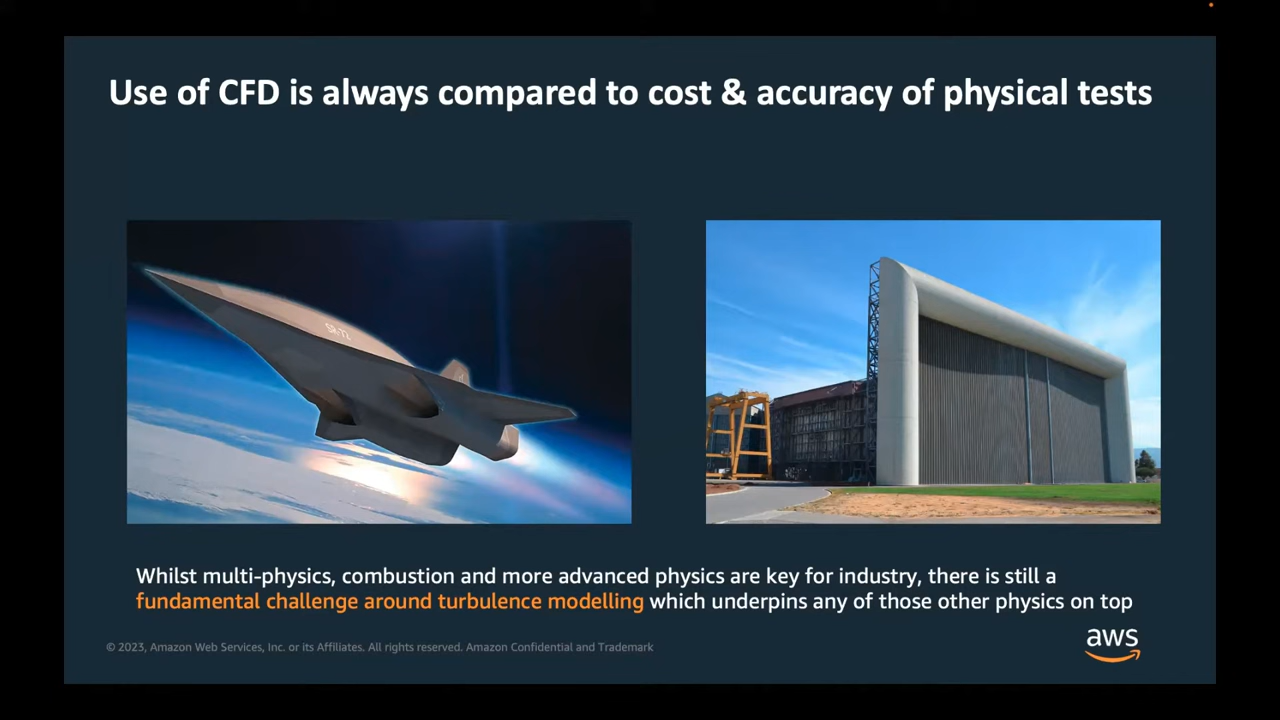 Use of CFD is always compared to cost & accuracy of physical tests
SR-72
Whilst multi-physics, combustion and more advanced physics are key for industry, there is still a
fundamental challenge around turbulence modelling which underpins any of those other physics on top
© 2023, Amazon Web Services, Inc. or its Affiliates. All rights reserved. Amazon Confidential and Trademark
aws